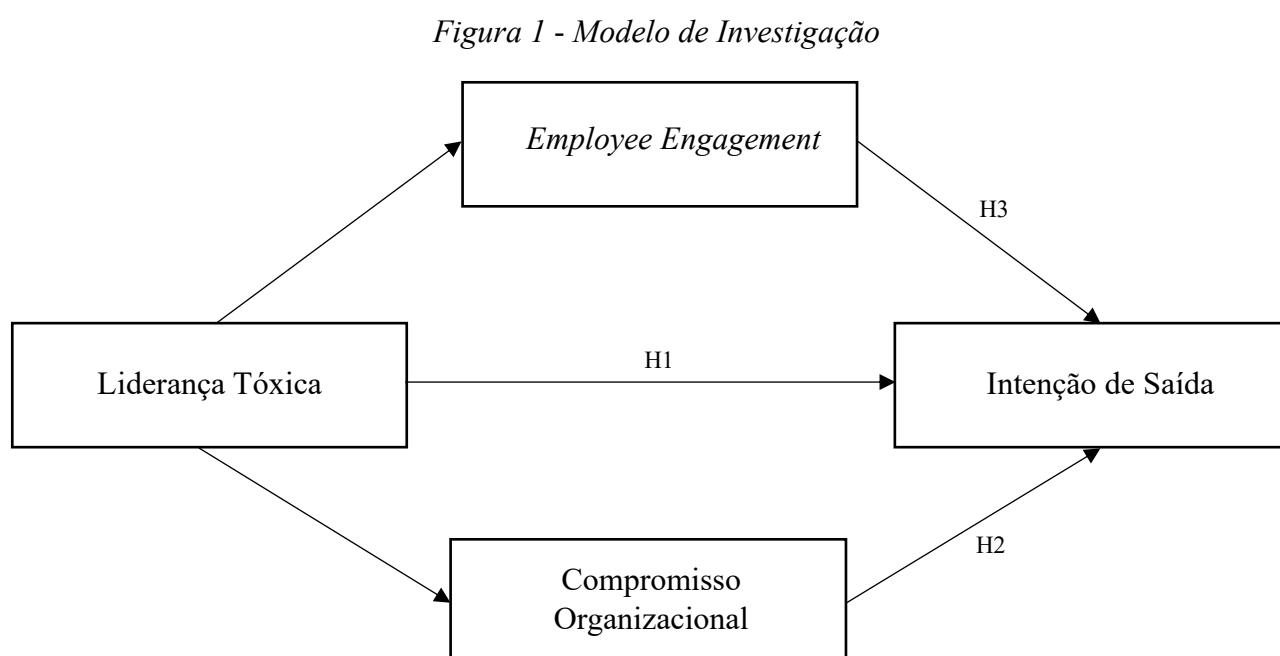 Figura 1 - Modelo de Investigação
Employee Engagement
H3
Liderança Tóxica
H1
Intenção de Saída
H2
Compromisso
Organizacional